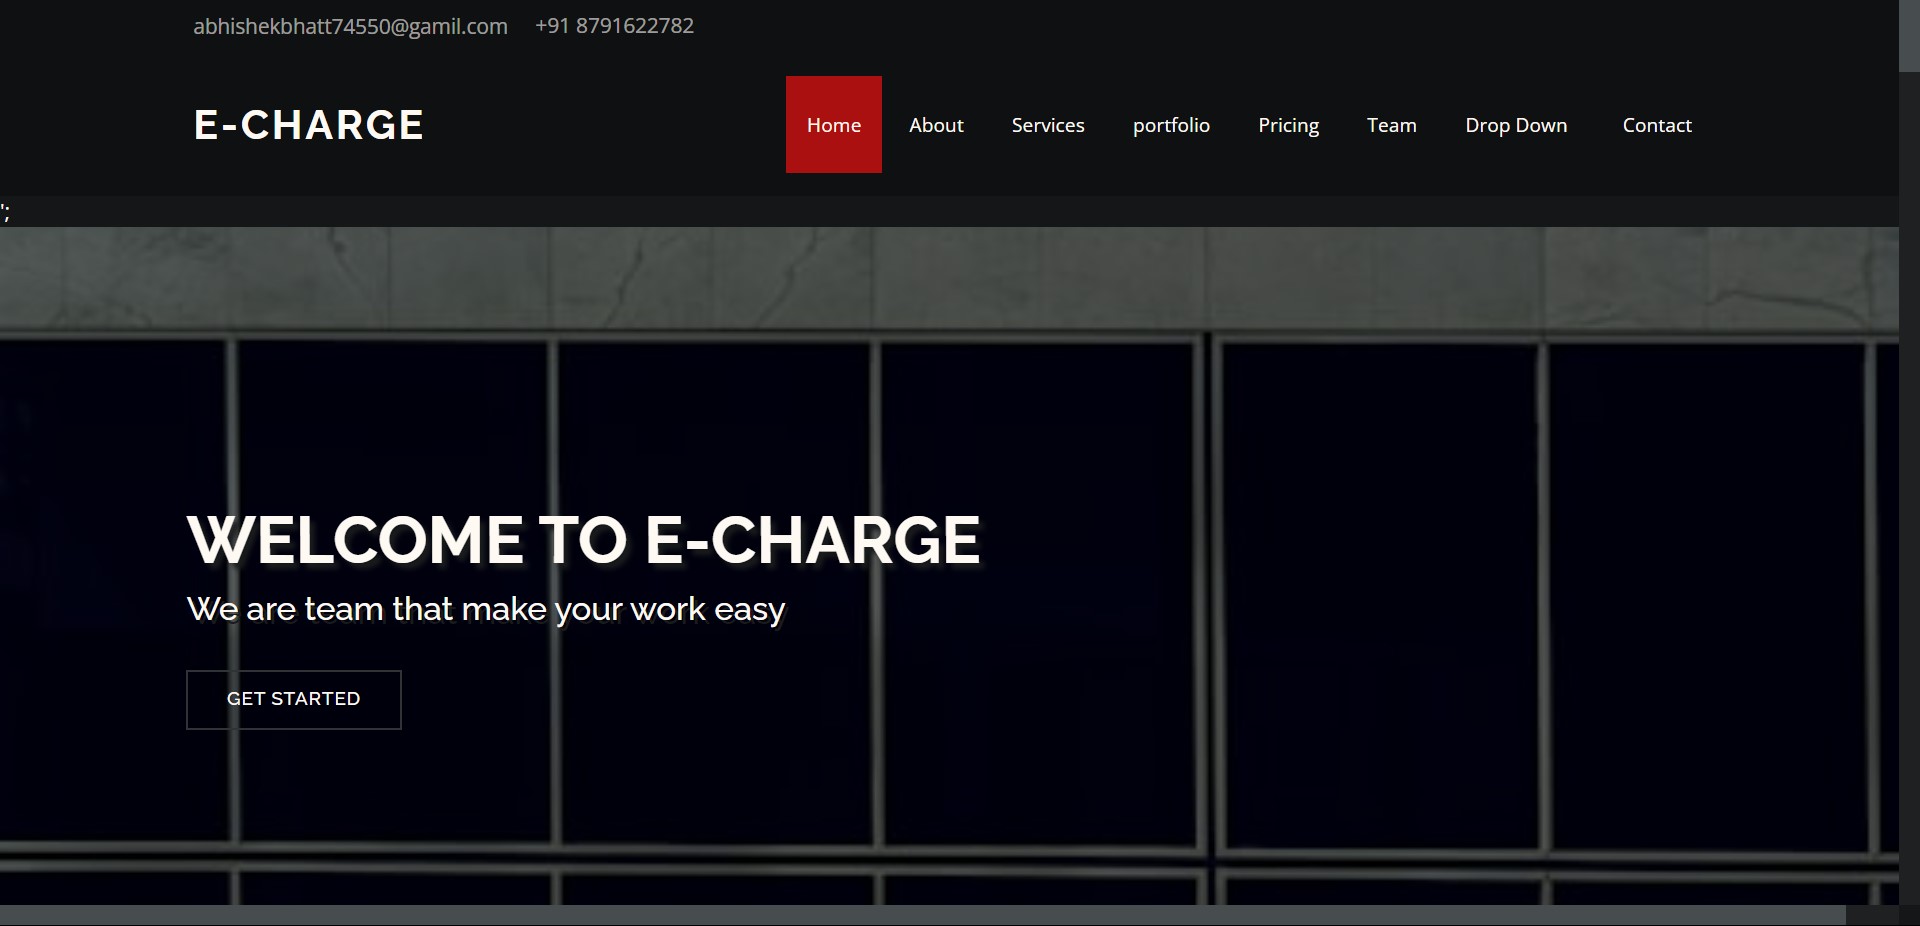 abhishekbhatt74550@gamil.com +91 8791622782
E-CHARGE Home About Services portfolio Pricing Team Drop Down Contact
';
WELCOME TO E-CHARGE
We are team that make your work easy
GET STARTED